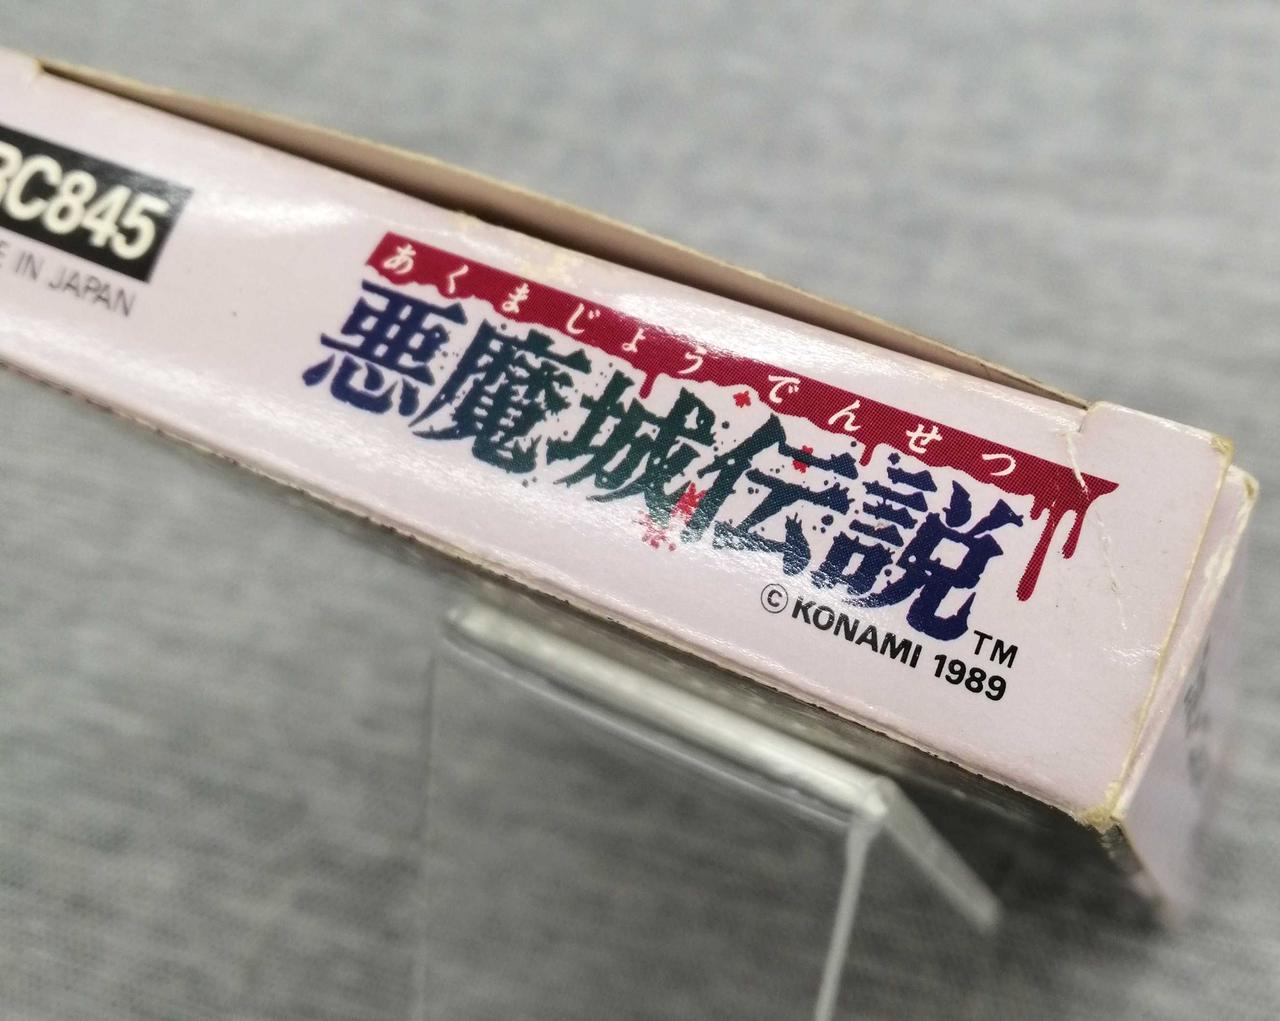 RC845
E IN JAPAN
あくまじょうでんせつ
悪魔城伝説
TM
© KONAMI 1989